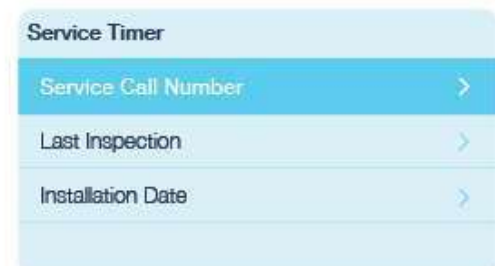 Service Timer
Service Call Number
Last Inspection
Installation Date